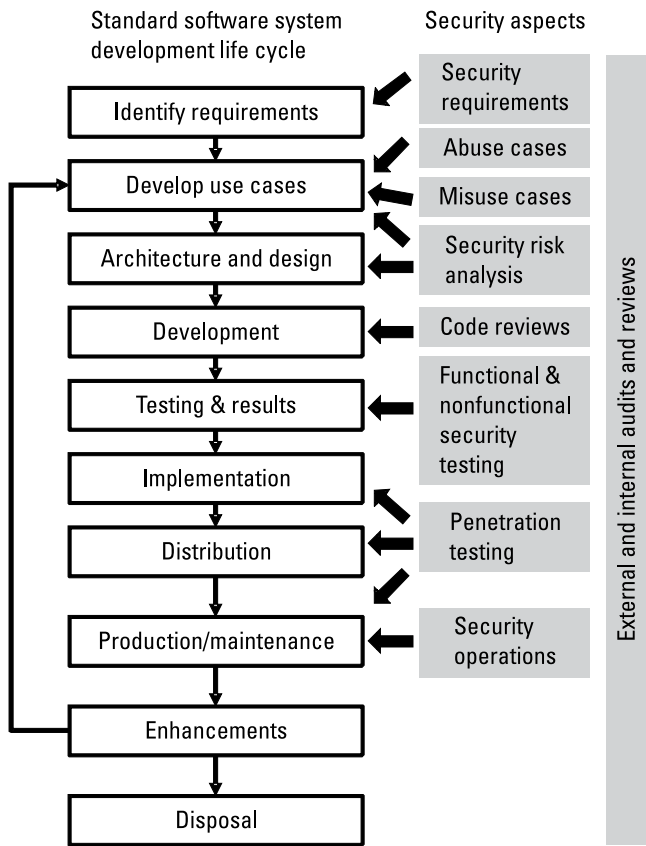 Standard software system
development life cycle
Security aspects
Identify requirements
Develop use cases
Architecture and design
Development
Testing & results
Implementation
Distribution
Production/maintenance
Enhancements
Disposal
Security
requirements
Abuse cases
Misuse cases
Security risk
analysis
Code reviews
Functional &
nonfunctional
security
testing
Penetration
testing
Security
operations
External and internal audits and reviews